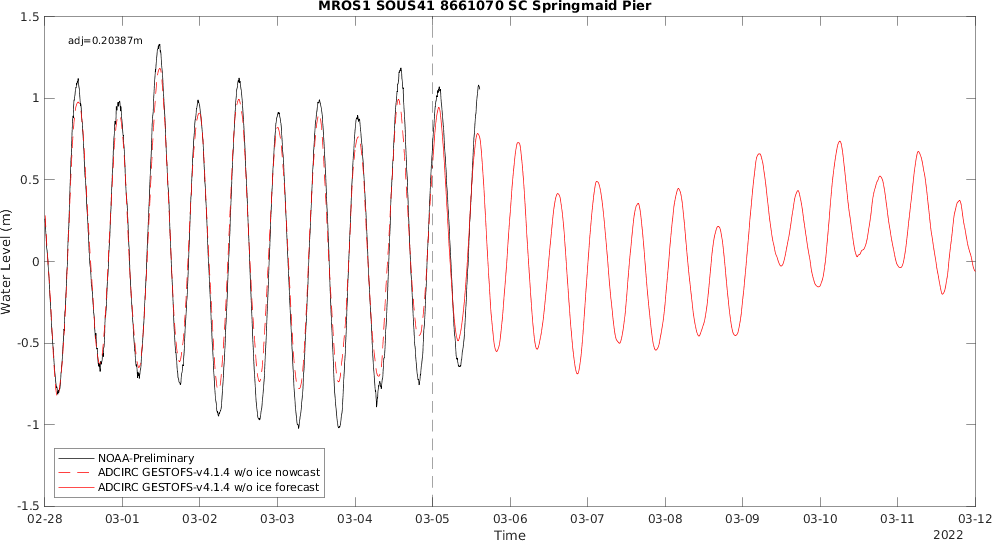 MROS1 SOUS41 8661070 SC Springmaid Pier
1.5
adj=0.20387m
1
0.5
0
-0.5
-1
-1.5
Water Level (m)
NOAA-Preliminary
ADCIRC GESTOFS-v4.1.4 w/o ice nowcast
ADCIRC GESTOFS-v4.1.4 w/o ice forecast
02-28 03-01 03-02 03-03 03-04 03-05 03-06 03-07 03-08 03-09 03-10 03-11 03-12
Time
2022